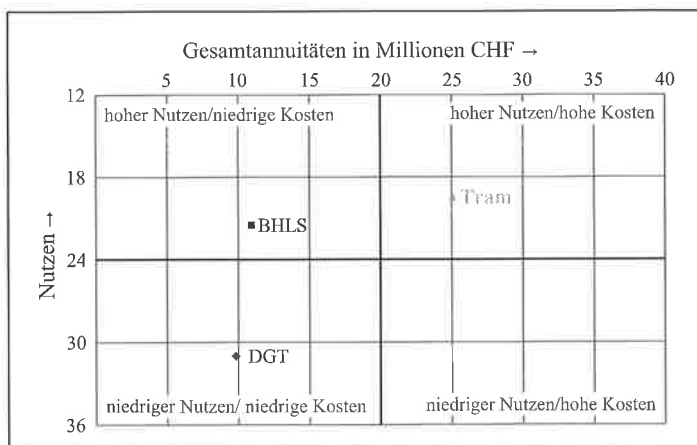 Gesamtannuitäten in Millionen CHF →
5 10 15 20 25 30 35 40
12
hoher Nutzen/niedrige Kosten hoher Nutzen/hohe Kosten
18
Tram
BHLS
Nutzen →
24
30
DGT
niedriger Nutzen/ niedrige Kosten niedriger Nutzen/hohe Kosten
36